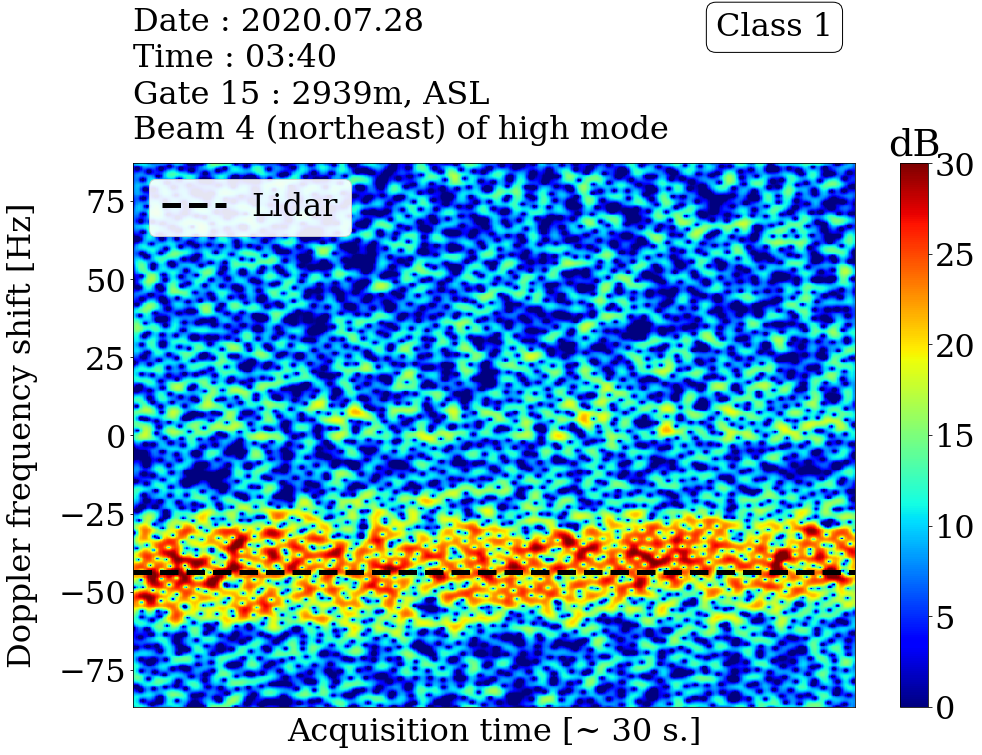 Date : 2020.07.28
Time : 03:40
Gate 15 : 2939m, ASL
Beam 4 (northeast) of high mode
Class 1
dB
Lidar
Doppler frequency shift [Hz]
75
50
25
0
−25
−50
−75
30
25
20
15
10
5
0
Acquisition time [~ 30 s.]